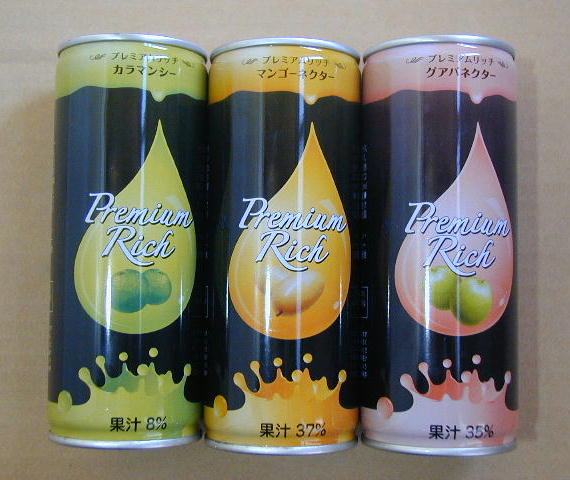 プレミアムリッチ
カラマンシー
Premium
Rich
果汁 8%
プレミアムリッチ
マンゴーネクター
Premium
Rich
果汁 37%
プレミアムリッチ
グアバネクター
Premium
Rich
果汁 35%